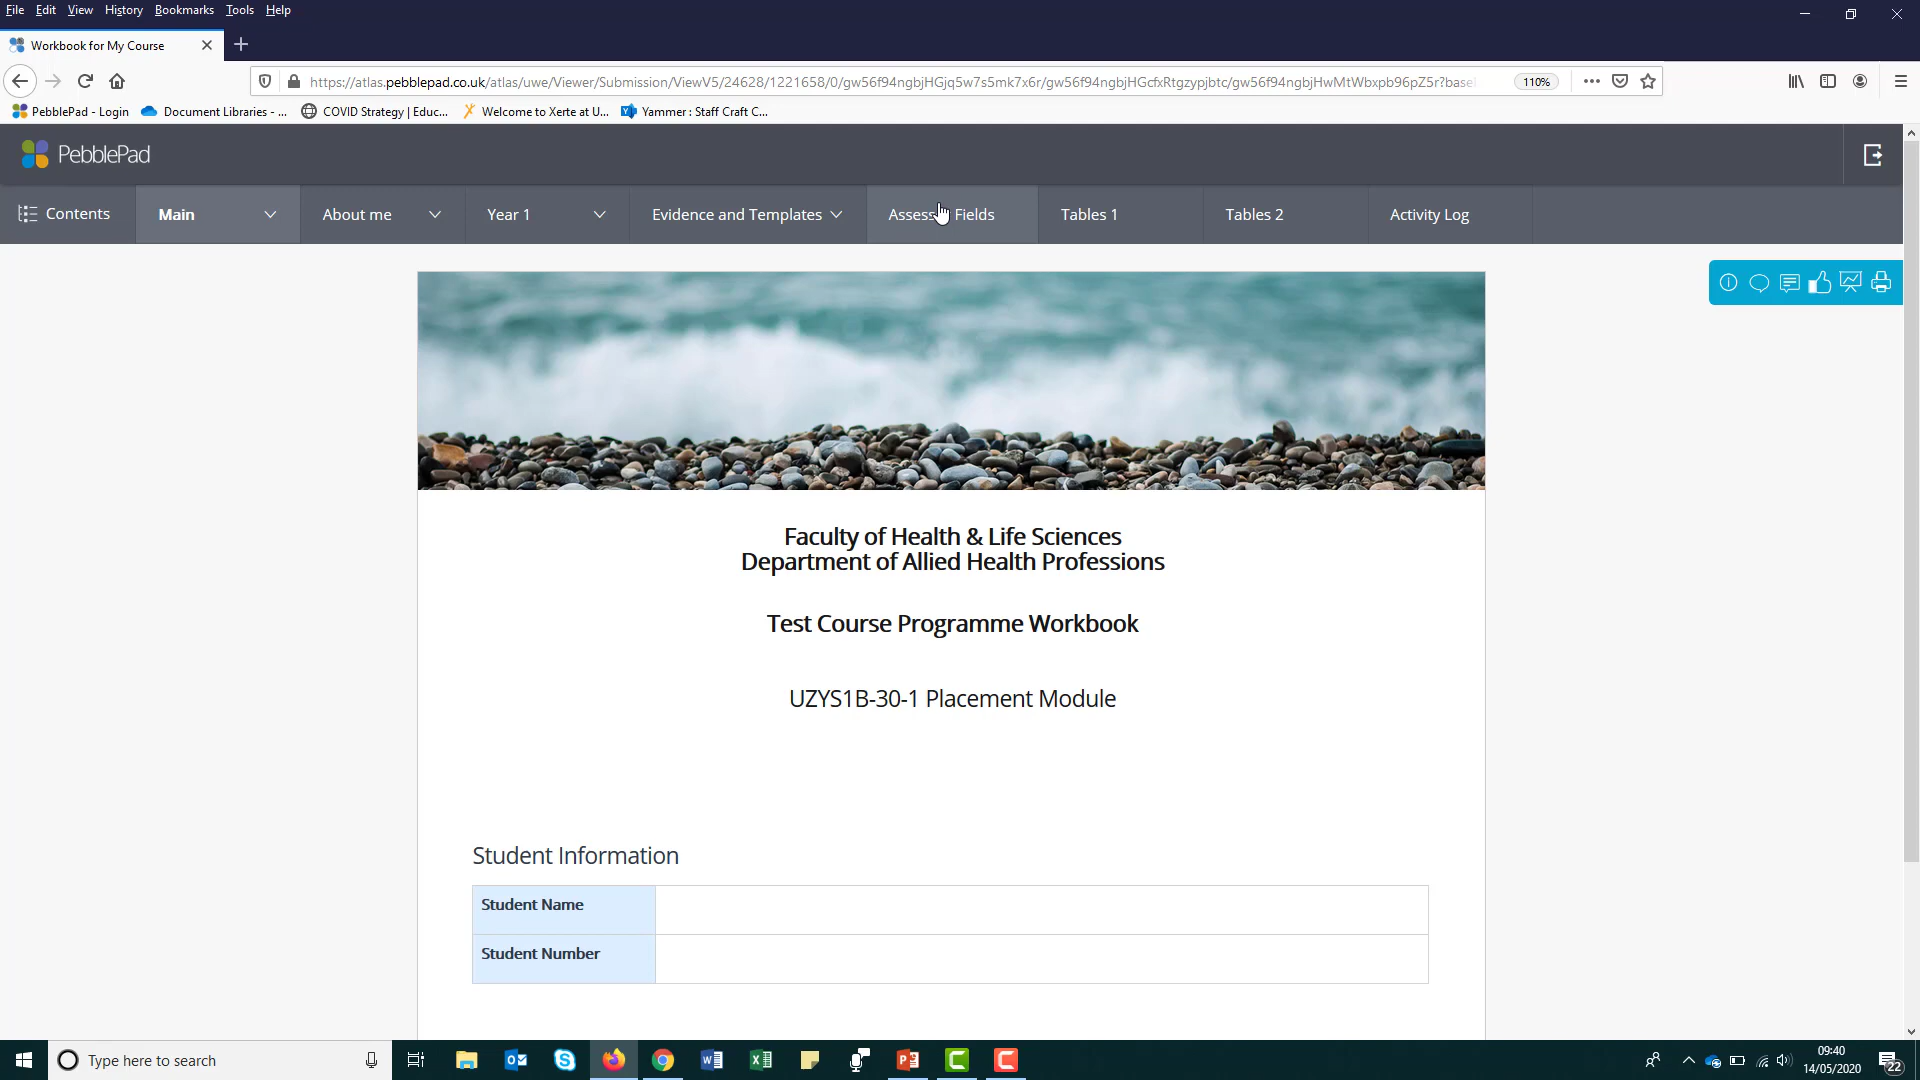 File Edit View History Bookmarks Tools Help
Workbook for My Course
https://atlas.pebblepad.co.uk/atlas/uwe/Viewer/Submission/ViewV5/24628/1221658/0/gw56f94ngbjHGjq5w7s5mk7x6r/gw56f94ngbjHGcfxRtgzypjbtc/gw56f94ngbjHwMtWbxpb96pZ5r?base 110%
PebblePad - Login Document Libraries - ... COVID Strategy | Educ... Welcome to Xerte at U... Yammer : Staff Craft C...
PebblePad
Contents Main About me Year 1 Evidence and Templates Assess Fields Tables 1 Tables 2 Activity Log
Faculty of Health & Life Sciences
Department of Allied Health Professions
Test Course Programme Workbook
UZYS1B-30-1 Placement Module
Student Information
Student Name
Student Number
Type here to search
09:40
14/05/2020
22